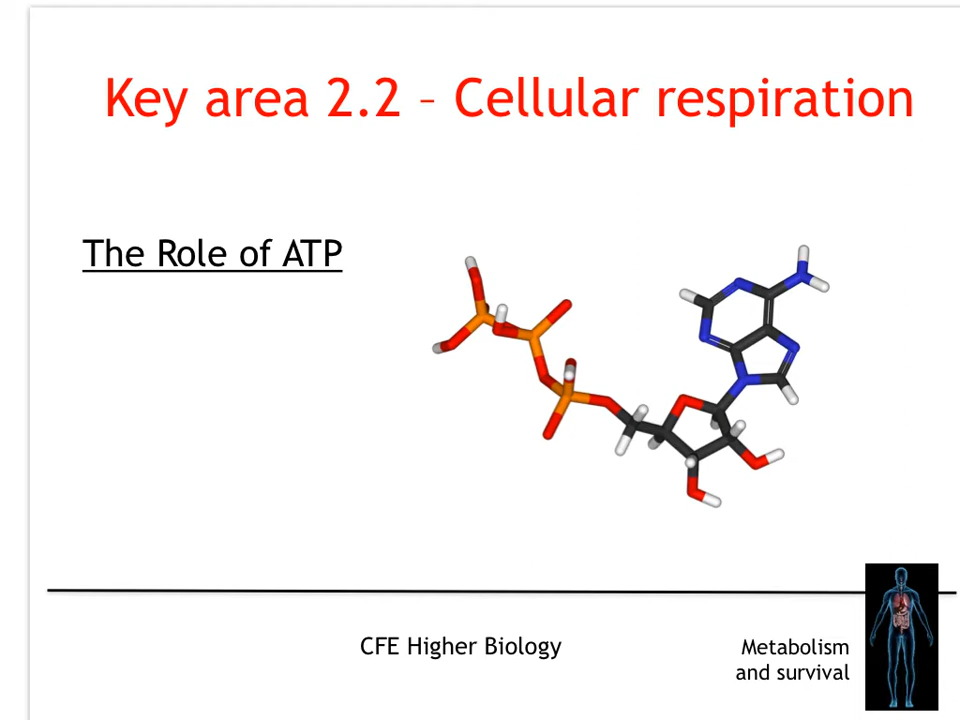 Key area 2.2 – Cellular respiration
The Role of ATP
CFE Higher Biology
Metabolism
and survival